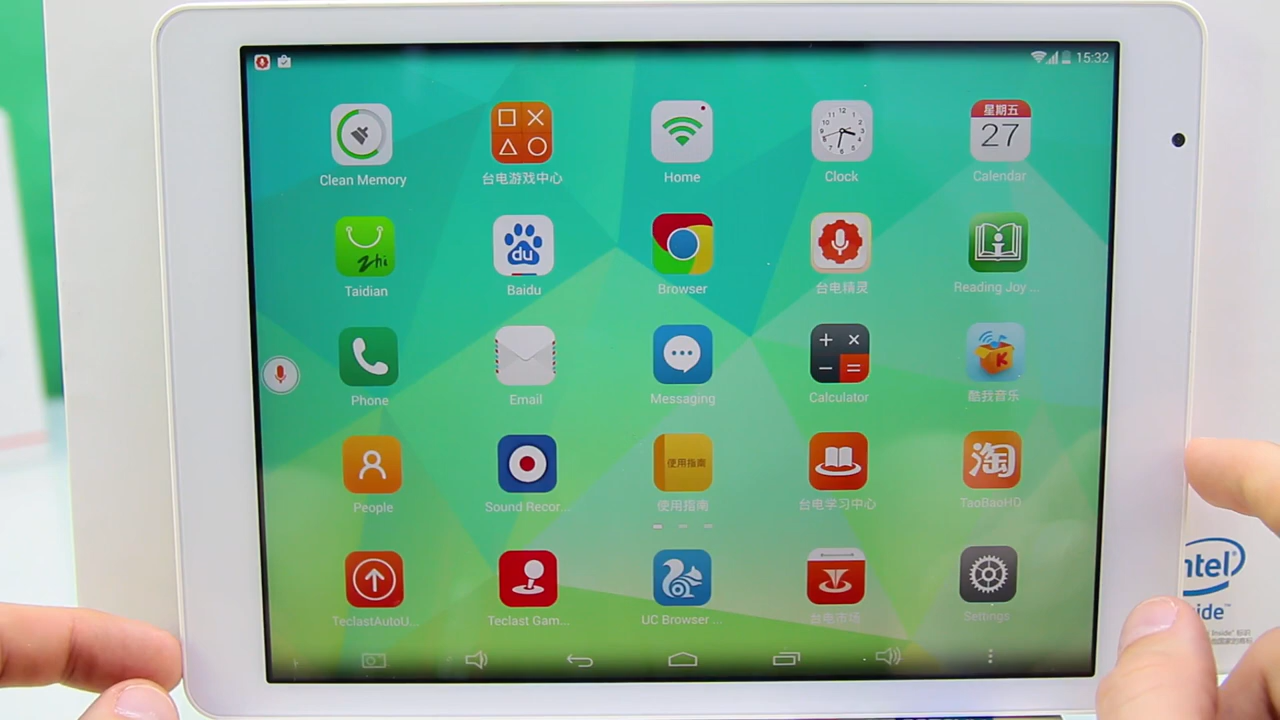 15:32
星期五
27
Clean Memory
台电游戏中心
Home
Clock
Calendar
zhi
du
Taidian
Baidu
Browser
台电精灵
Reading Joy ...
K
Phone
Email
Messaging
Calculator
酷我音乐
使用指南
淘
People
Sound Recor...
使用指南
台电学习中心
TaoBaoHD
TeclastAutoU...
Teclast Gam...
UC Browser ...
台电市场
Settings
intel